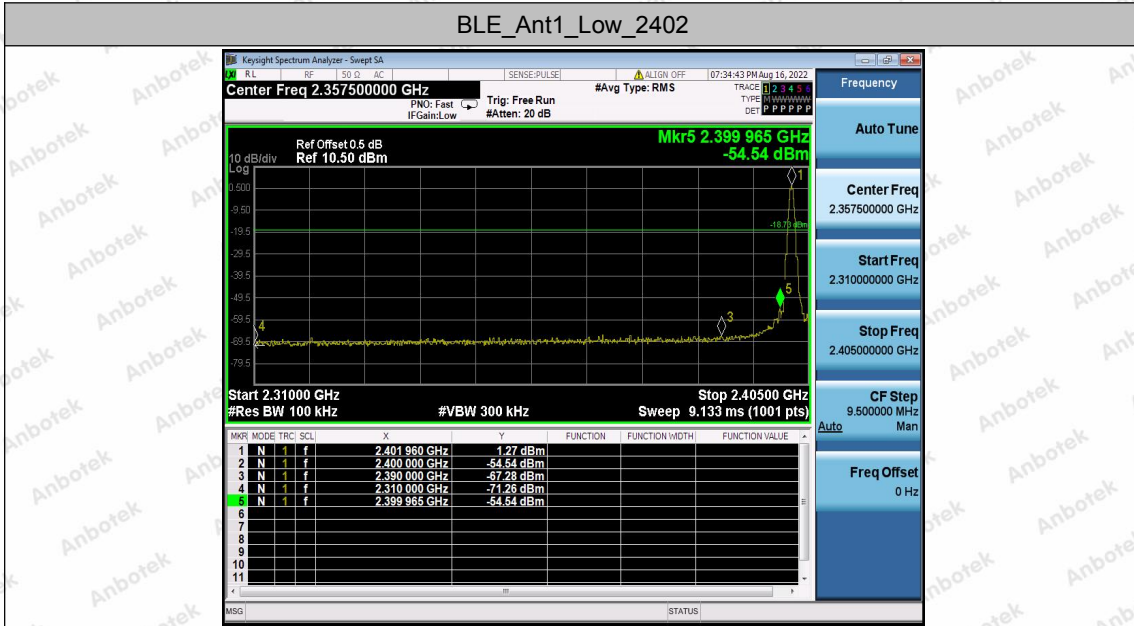 BLE_Ant1_Low_2402
Keysight Spectrum Analyzer - Swept SA
LXI RL RF 50 Ω AC SENSE:PULSE ALIGN OFF 07:34:43 PM Aug 16, 2022
Center Freq 2.357500000 GHz #Avg Type: RMS TRACE 1 2 3 4 5 6
PNO: Fast Trig: Free Run TYPE M W W W W W
IFGain:Low #Atten: 20 dB DET P P P P P P
Mkr5 2.399 965 GHz
-54.54 dBm
Ref Offset 0.5 dB
10 dB/div Ref 10.50 dBm
Log
0.500
-9.50
-19.5
-29.5
-39.5
-49.5
-59.5
-69.5
-79.5
-18.73 dBm
1
5
3
4
Start 2.31000 GHz Stop 2.40500 GHz
#Res BW 100 kHz #VBW 300 kHz Sweep 9.133 ms (1001 pts)
MKR MODE TRC SCL X Y FUNCTION FUNCTION WIDTH FUNCTION VALUE
1 N 1 f 2.401 960 GHz 1.27 dBm
2 N 1 f 2.400 000 GHz -54.54 dBm
3 N 1 f 2.390 000 GHz -67.28 dBm
4 N 1 f 2.310 000 GHz -71.26 dBm
5 N 1 f 2.399 965 GHz -54.54 dBm
6
7
8
9
10
11
MSG STATUS
Frequency
Auto Tune
Center Freq
2.357500000 GHz
Start Freq
2.310000000 GHz
Stop Freq
2.405000000 GHz
CF Step
9.500000 MHz
Auto Man
Freq Offset
0 Hz
Anbotek